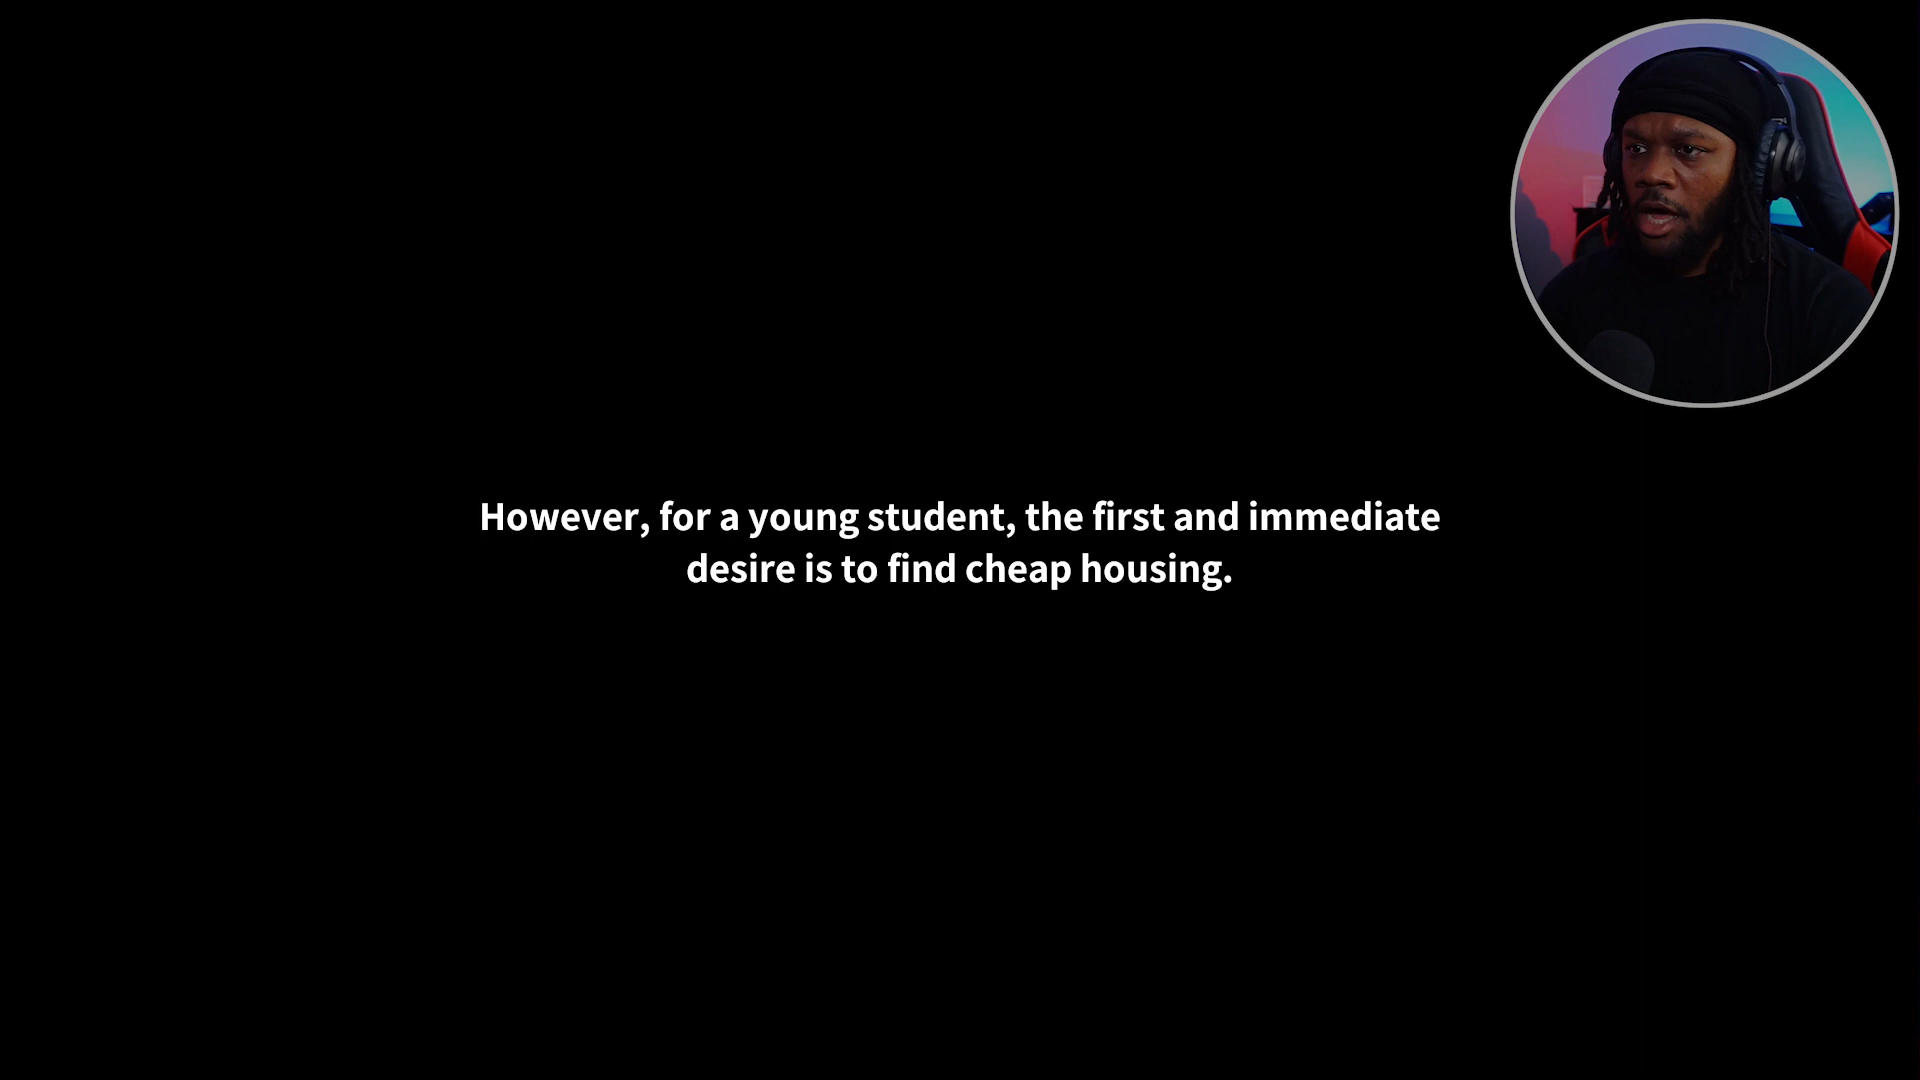 However, for a young student, the first and immediate
desire is to find cheap housing.